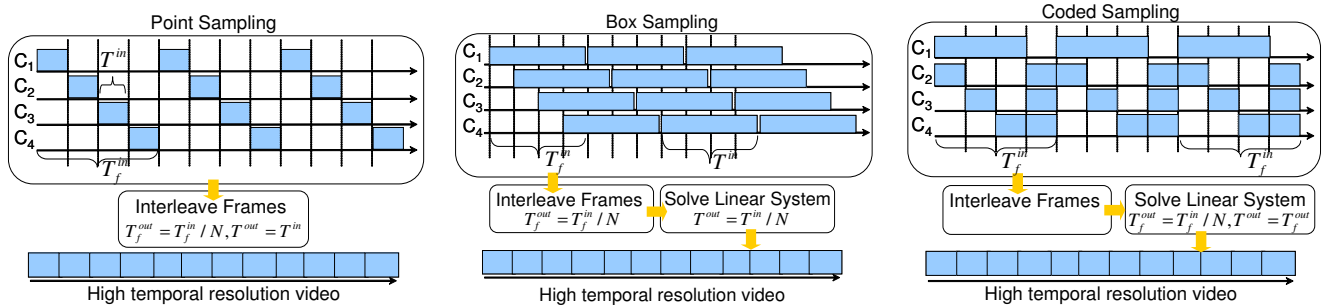 Point Sampling
C1
T^in
C2
C3
C4
T_f^in
Interleave Frames
T_f^out = T_f^in / N, T^out = T^in
High temporal resolution video
Box Sampling
C1
C2
C3
C4
T_f^in
T^in
Interleave Frames
T_f^out = T_f^in / N
Solve Linear System
T^out = T^in / N
High temporal resolution video
Coded Sampling
C1
C2
C3
C4
T_f^in
T_f^in
Interleave Frames
Solve Linear System
T_f^out = T_f^in / N, T^out = T_f^out
High temporal resolution video